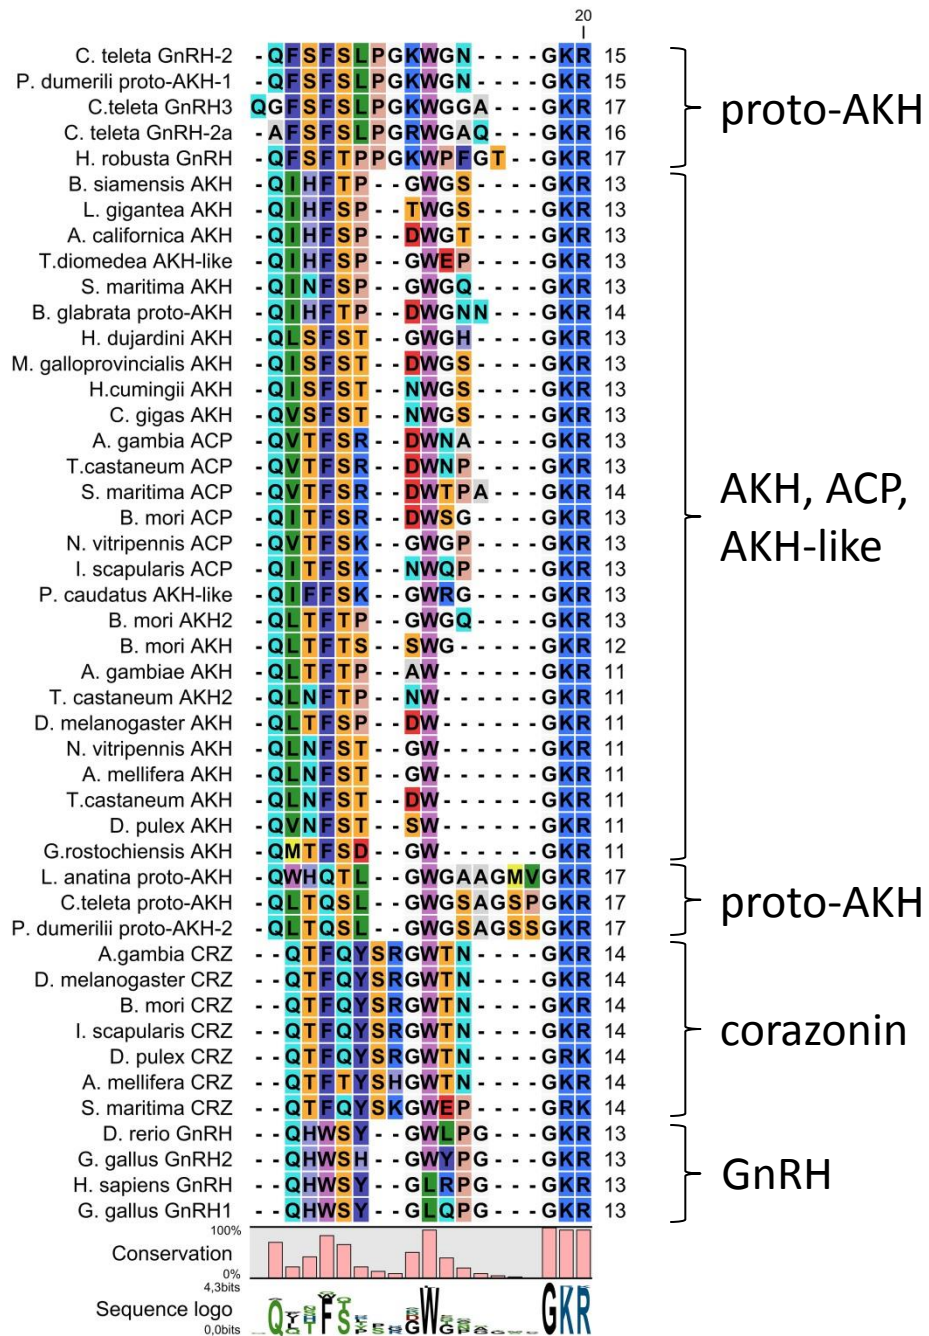 20
C. teleta GnRH-2 -QFSFSLPGKWGN----GKR 15
P. dumerili proto-AKH-1 -QFSFSLPGKWGN----GKR 15
C.teleta GnRH3 QGFSFSLPGKWGGA---GKR 17
C. teleta GnRH-2a -AFSFSLPGRWGAQ---GKR 16
H. robusta GnRH -QFSFTPPGKWPFGT--GKR 17
proto-AKH
B. siamensis AKH -QIHFTP--GWGS----GKR 13
L. gigantea AKH -QIHFSP--TWGS----GKR 13
A. californica AKH -QIHFSP--DWGT----GKR 13
T.diomedea AKH-like -QIHFSP--GWEP----GKR 13
S. maritima AKH -QINFSP--GWGQ----GKR 13
B. glabrata proto-AKH -QIHFTP--DWGNN---GKR 14
H. dujardini AKH -QLSFST--GWGH----GKR 13
M. galloprovincialis AKH -QISFST--DWGS----GKR 13
H.cumingii AKH -QISFST--NWGS----GKR 13
C. gigas AKH -QVSFST--NWGS----GKR 13
A. gambia ACP -QVTFSR--DWNA----GKR 13
T.castaneum ACP -QVTFSR--DWNP----GKR 13
S. maritima ACP -QVTFSR--DWTPA---GKR 14
B. mori ACP -QITFSR--DWSG----GKR 13
N. vitripennis ACP -QVTFSK--GWGP----GKR 13
I. scapularis ACP -QITFSK--NWQP----GKR 13
P. caudatus AKH-like -QIFFSK--GWRG----GKR 13
B. mori AKH2 -QLTFTP--GWGQ----GKR 13
B. mori AKH -QLTFTS--SWG-----GKR 12
A. gambiae AKH -QLTFTP--AW------GKR 11
T. castaneum AKH2 -QLNFTP--NW------GKR 11
D. melanogaster AKH -QLTFSP--DW------GKR 11
N. vitripennis AKH -QLNFST--GW------GKR 11
A. mellifera AKH -QLNFST--GW------GKR 11
T.castaneum AKH -QLNFST--DW------GKR 11
D. pulex AKH -QVNFST--SW------GKR 11
G.rostochiensis AKH -QMTFSD--GW------GKR 11
AKH, ACP,
AKH-like
L. anatina proto-AKH -QWHQTL--GWGAAGMVGKR 17
C.teleta proto-AKH -QLTQSL--GWGSAGSPGKR 17
P. dumerilii proto-AKH-2 -QLTQSL--GWGSAGSSGKR 17
proto-AKH
A.gambia CRZ --QTFQYSRGWTN----GKR 14
D. melanogaster CRZ --QTFQYSRGWTN----GKR 14
B. mori CRZ --QTFQYSRGWTN----GKR 14
I. scapularis CRZ --QTFQYSRGWTN----GKR 14
D. pulex CRZ --QTFQYSRGWTN----GRK 14
A. mellifera CRZ --QTFTYSHGWTN----GKR 14
S. maritima CRZ --QTFQYSKGWEP----GRK 14
corazonin
D. rerio GnRH --QHWSY--GWLPG---GKR 13
G. gallus GnRH2 --QHWSH--GWYPG---GKR 13
H. sapiens GnRH --QHWSY--GLRPG---GKR 13
G. gallus GnRH1 --QHWSY--GLQPG---GKR 13
GnRH
100%
Conservation
0%
4,3bits
Sequence logo
0,0bits